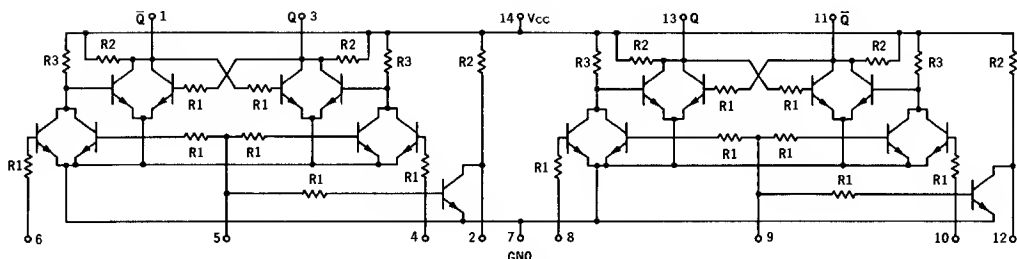 Q̅ 1 Q 3 14 VCC 13 Q 11 Q̅
R2 R2 R2 R2
R3 R3 R2 R3 R3 R2
R1 R1 R1 R1
R1 R1 R1 R1
R1 R1 R1 R1
R1 R1
6 5 4 2 7 8 9 10 12
GND